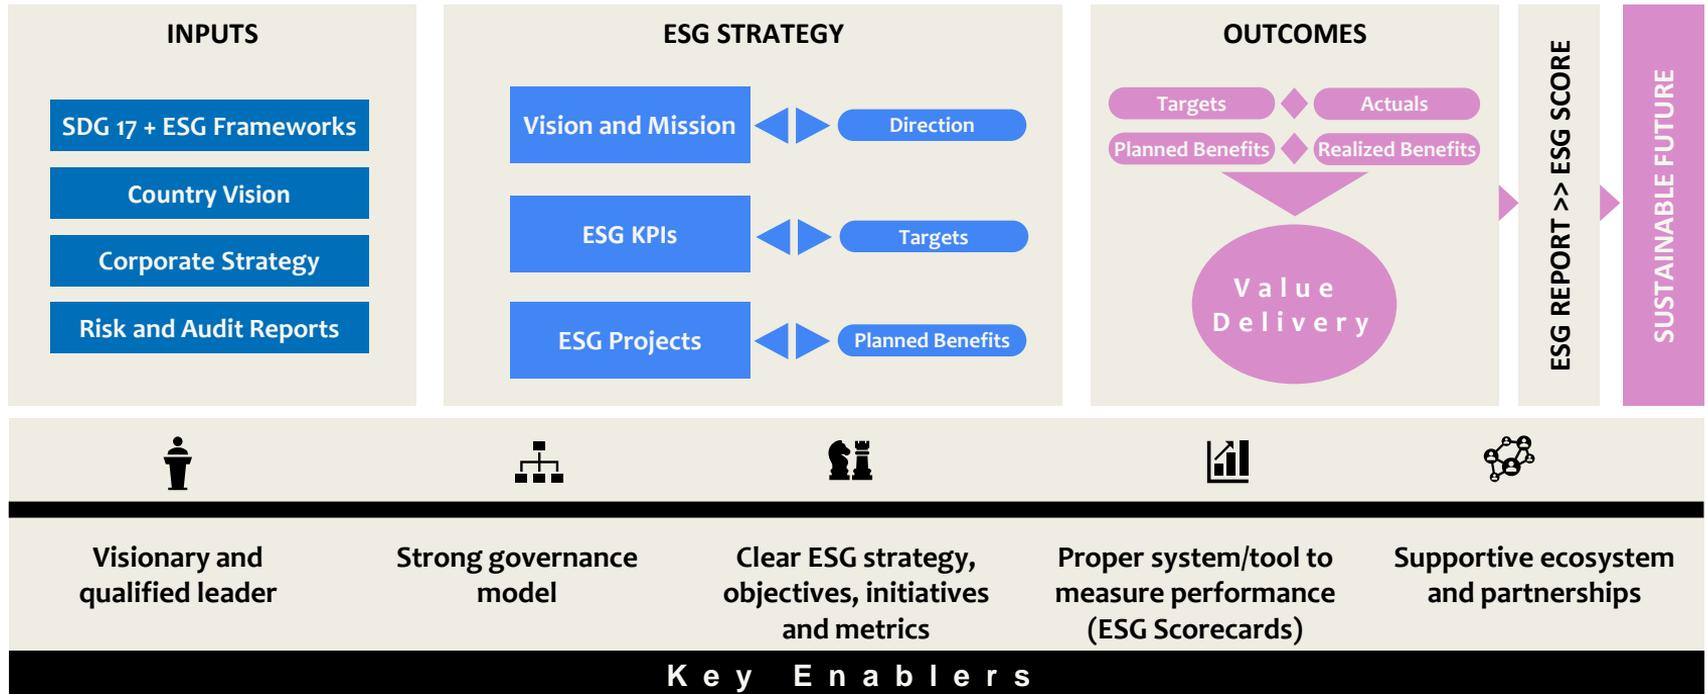 INPUTS
SDG 17 + ESG Frameworks
Country Vision
Corporate Strategy
Risk and Audit Reports
ESG STRATEGY
Vision and Mission
Direction
ESG KPIs
Targets
ESG Projects
Planned Benefits
OUTCOMES
Targets
Actuals
Planned Benefits
Realized Benefits
Value
Delivery
ESG REPORT >> ESG SCORE
SUSTAINABLE FUTURE
Visionary and
qualified leader
Strong governance
model
Clear ESG strategy,
objectives, initiatives
and metrics
Proper system/tool to
measure performance
(ESG Scorecards)
Supportive ecosystem
and partnerships
Key Enablers